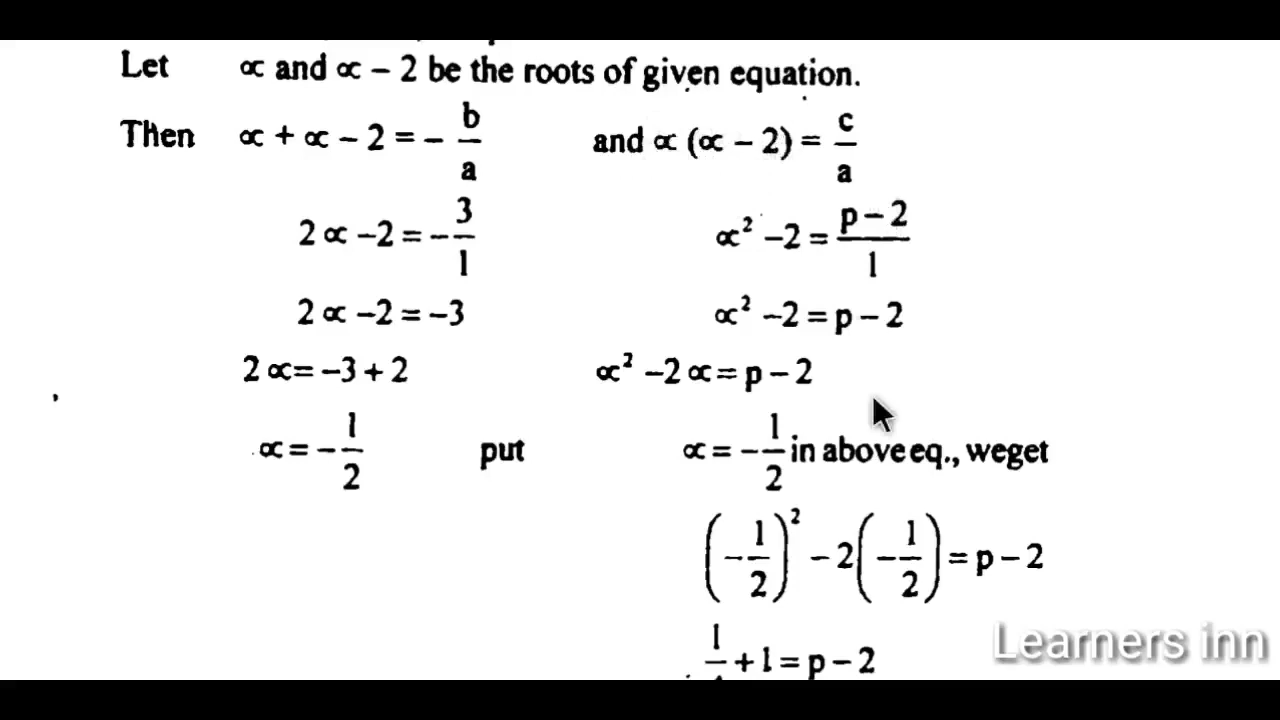 Let ∝ and ∝ − 2 be the roots of given equation.
Then ∝ + ∝ − 2 = − b/a and ∝ (∝ − 2) = c/a
2 ∝ −2 = − 3/1 ∝² −2 = p − 2/1
2 ∝ −2 = −3 ∝² −2 = p − 2
2 ∝= −3 + 2 ∝² −2 ∝ = p − 2
∝ = − 1/2 put ∝ = − 1/2 in above eq., weget
(− 1/2)² − 2 (− 1/2) = p − 2
+ 1 = p − 2
Learners inn